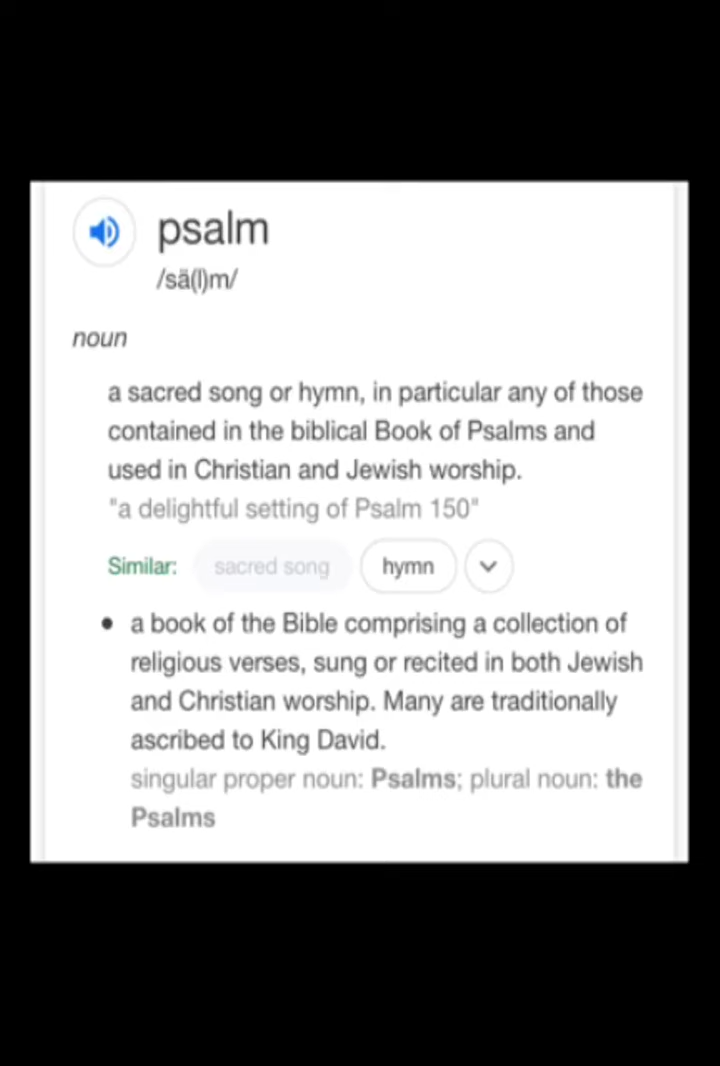 psalm
/sä(l)m/
noun
a sacred song or hymn, in particular any of those
contained in the biblical Book of Psalms and
used in Christian and Jewish worship.
"a delightful setting of Psalm 150"
Similar: sacred song hymn
• a book of the Bible comprising a collection of
religious verses, sung or recited in both Jewish
and Christian worship. Many are traditionally
ascribed to King David.
singular proper noun: Psalms; plural noun: the
Psalms